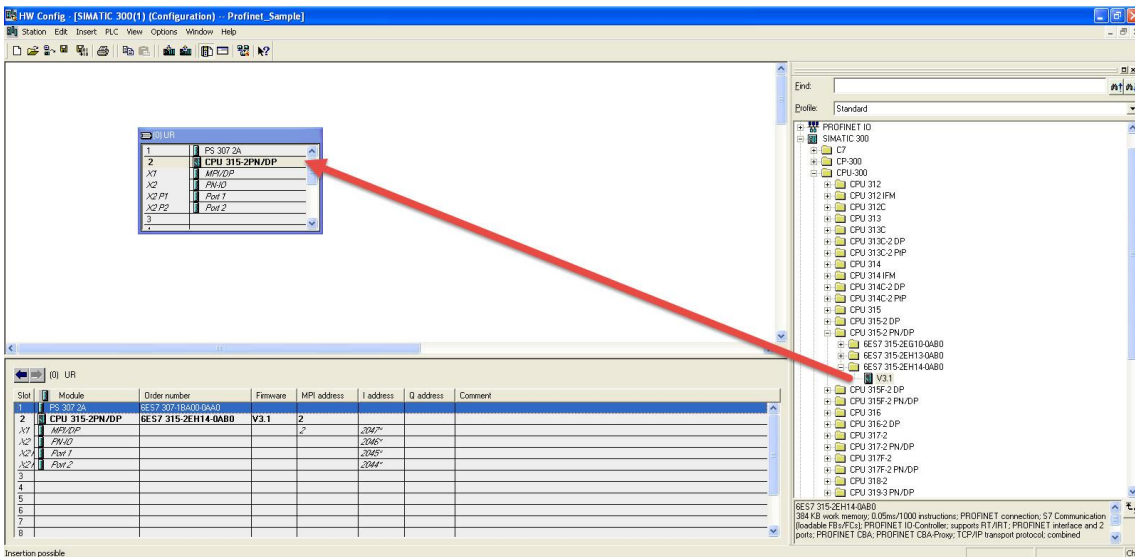 HW Config - [SIMATIC 300(1) (Configuration) -- Profinet_Sample]
Station Edit Insert PLC View Options Window Help
(0) UR
1 PS 307 2A
2 CPU 315-2PN/DP
X1 MPI/DP
X2 PN-IO
X2 P1 Port 1
X2 P2 Port 2
3
Find:
Profile: Standard
PROFINET IO
SIMATIC 300
C7
CP-300
CPU-300
CPU 312
CPU 312 IFM
CPU 312C
CPU 313
CPU 313C
CPU 313C-2 DP
CPU 313C-2 PtP
CPU 314
CPU 314 IFM
CPU 314C-2 DP
CPU 314C-2 PtP
CPU 315
CPU 315-2 DP
CPU 315-2 PN/DP
6ES7 315-2EG10-0AB0
6ES7 315-2EH13-0AB0
6ES7 315-2EH14-0AB0
V3.1
CPU 315F-2 DP
CPU 315F-2 PN/DP
CPU 316
CPU 316-2 DP
CPU 317-2
CPU 317-2 PN/DP
CPU 317F-2
CPU 317F-2 PN/DP
CPU 318-2
CPU 319-3 PN/DP
6ES7 315-2EH14-0AB0
384 KB work memory; 0.05ms/1000 instructions; PROFINET connection; S7 Communication
(loadable FBs/FCs); PROFINET IO-Controller; supports RT/IRT; PROFINET interface and 2
ports; PROFINET CBA; PROFINET CBA-Proxy; TCP/IP transport protocol; combined
(0) UR
Slot Module Order number Firmware MPI address I address Q address Comment
1 PS 307 2A 6ES7 307-1BA00-0AA0
2 CPU 315-2PN/DP 6ES7 315-2EH14-0AB0 V3.1 2
X1 MPI/DP 2 2047*
X2 PN-IO 2046*
X2 Port 1 2045*
X2 Port 2 2044*
3
4
5
6
7
8
Insertion possible